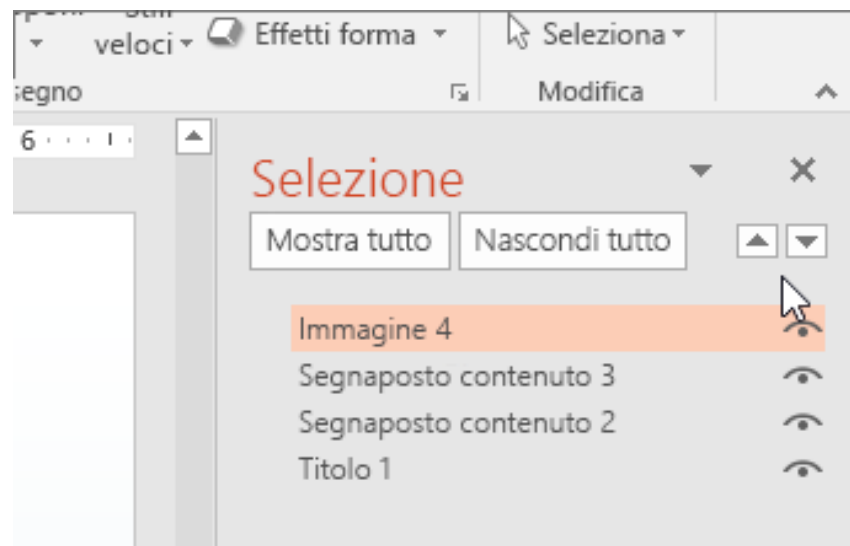 veloci
Effetti forma
Seleziona
segno
Modifica
6
Selezione
Mostra tutto
Nascondi tutto
Immagine 4
Segnaposto contenuto 3
Segnaposto contenuto 2
Titolo 1